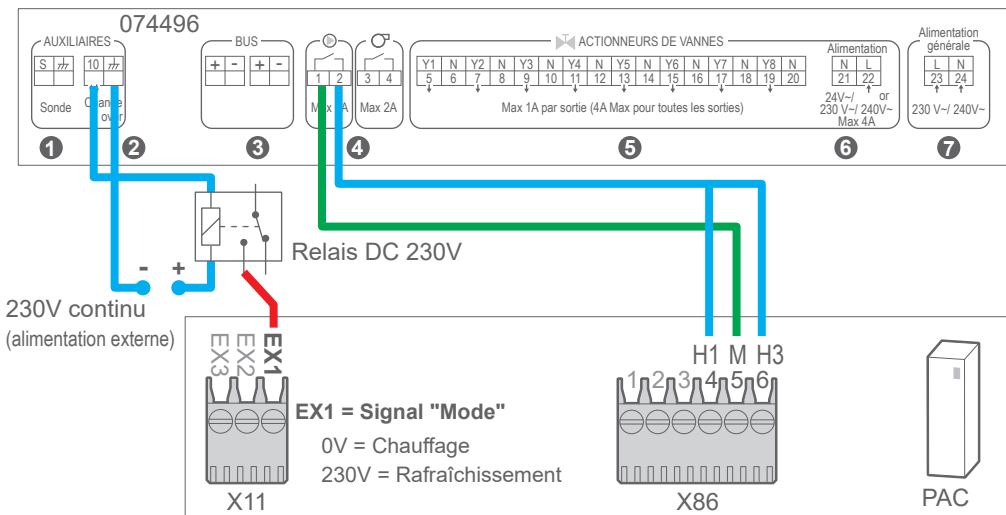 074496
AUXILIAIRES
BUS
ACTIONNEURS DE VANNES
Alimentation
Alimentation générale
S
10
+ - + -
1 2
3 4
Y1 N Y2 N Y3 N Y4 N Y5 N Y6 N Y7 N Y8 N
5 6 7 8 9 10 11 12 13 14 15 16 17 18 19 20
N L
21 22
L N
23 24
Sonde
Change over
Max 2A
Max 2A
Max 1A par sortie (4A Max pour toutes les sorties)
24V~/ or
230 V~/ 240V~
Max 4A
230 V~/ 240V~
1 2 3 4 5 6 7
Relais DC 230V
- +
230V continu
(alimentation externe)
EX3 EX2 EX1
H1 M H3
1 2 3 4 5 6
EX1 = Signal "Mode"
0V = Chauffage
230V = Rafraîchissement
X11
X86
PAC